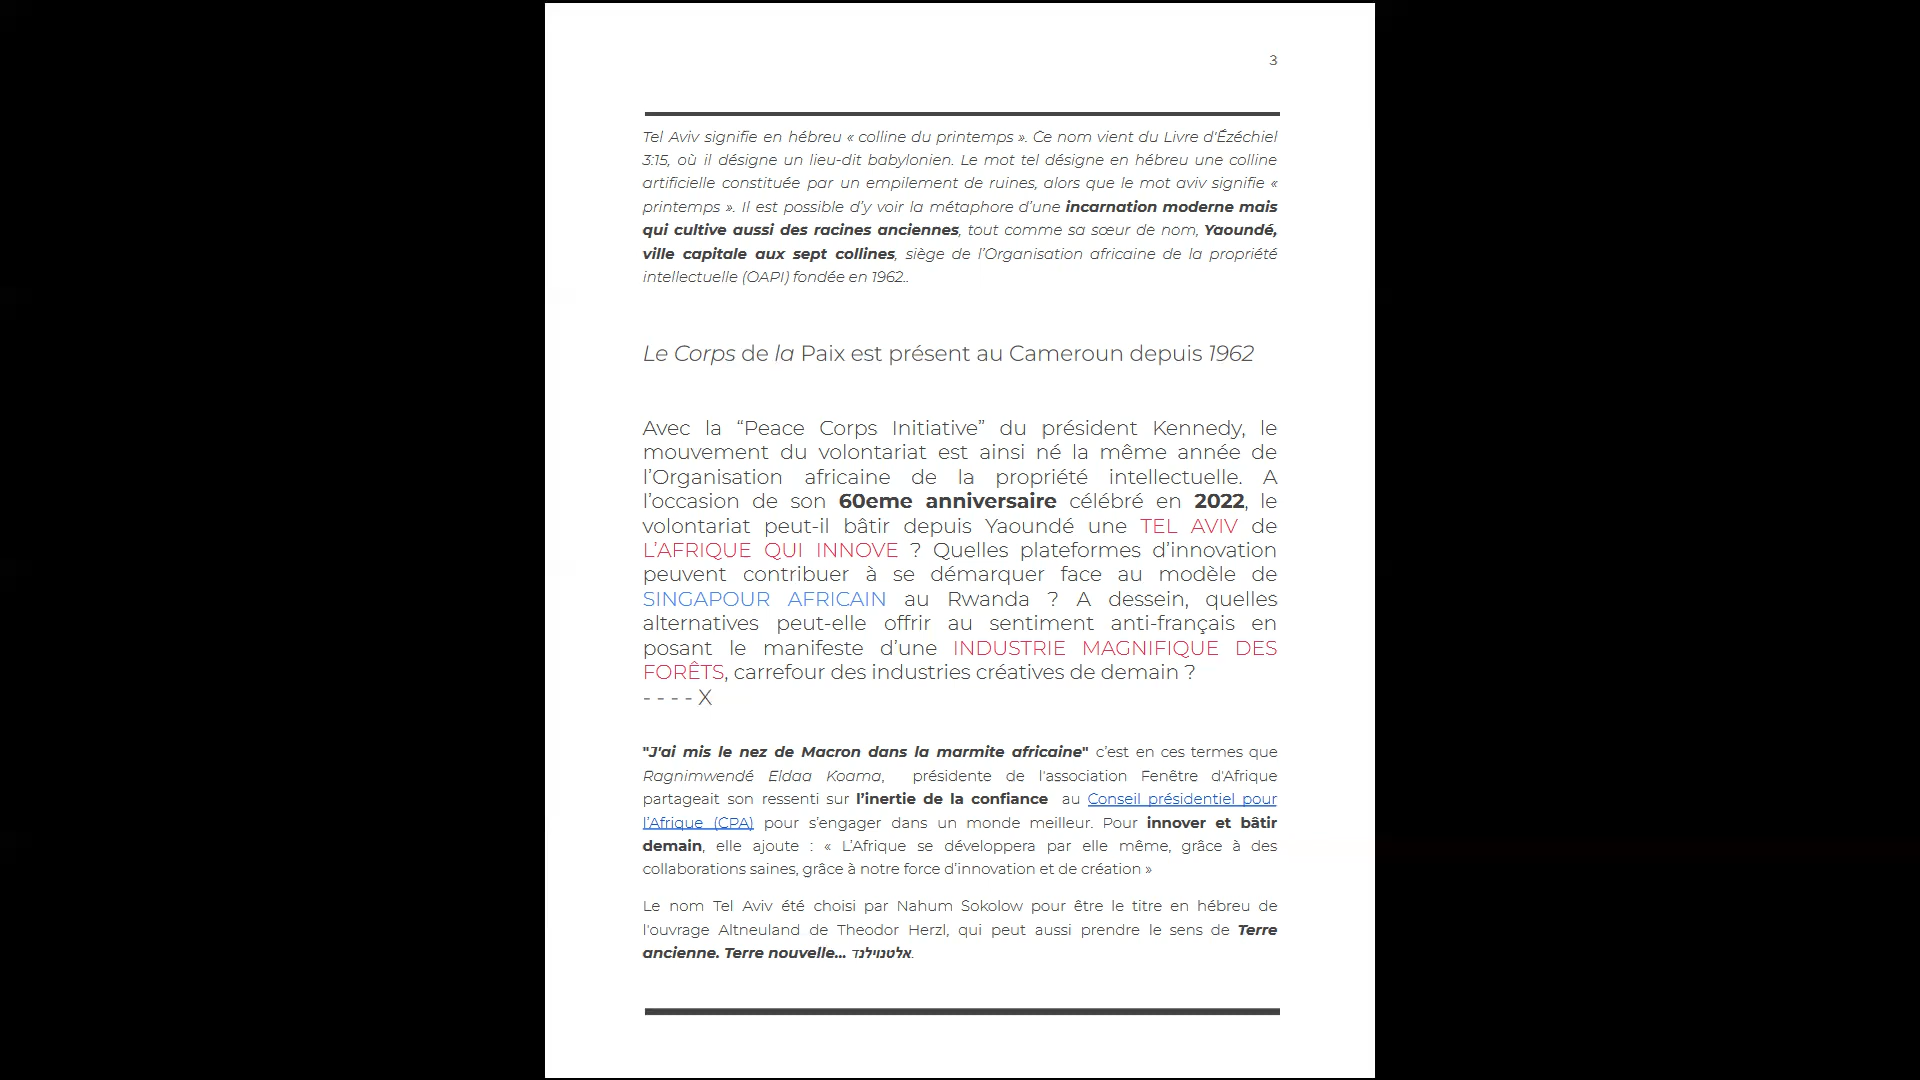 3
Tel Aviv signifie en hébreu « colline du printemps ». Ce nom vient du Livre d'Ézéchiel
3:15, où il désigne un lieu-dit babylonien. Le mot tel désigne en hébreu une colline
artificielle constituée par un empilement de ruines, alors que le mot aviv signifie «
printemps ». Il est possible d'y voir la métaphore d'une incarnation moderne mais
qui cultive aussi des racines anciennes, tout comme sa sœur de nom, Yaoundé,
ville capitale aux sept collines, siège de l'Organisation africaine de la propriété
intellectuelle (OAPI) fondée en 1962..
Le Corps de la Paix est présent au Cameroun depuis 1962
Avec la “Peace Corps Initiative” du président Kennedy, le
mouvement du volontariat est ainsi né la même année de
l’Organisation africaine de la propriété intellectuelle. A
l’occasion de son 60eme anniversaire célébré en 2022, le
volontariat peut-il bâtir depuis Yaoundé une TEL AVIV de
L’AFRIQUE QUI INNOVE ? Quelles plateformes d’innovation
peuvent contribuer à se démarquer face au modèle de
SINGAPOUR AFRICAIN au Rwanda ? A dessein, quelles
alternatives peut-elle offrir au sentiment anti-français en
posant le manifeste d’une INDUSTRIE MAGNIFIQUE DES
FORÊTS, carrefour des industries créatives de demain ?
- - - - X
"J'ai mis le nez de Macron dans la marmite africaine" c’est en ces termes que
Ragnimwendé Eldaa Koama, présidente de l'association Fenêtre d'Afrique
partageait son ressenti sur l’inertie de la confiance au Conseil présidentiel pour
l’Afrique (CPA) pour s’engager dans un monde meilleur. Pour innover et bâtir
demain, elle ajoute : « L’Afrique se développera par elle même, grâce à des
collaborations saines, grâce à notre force d’innovation et de création »
Le nom Tel Aviv été choisi par Nahum Sokolow pour être le titre en hébreu de
l'ouvrage Altneuland de Theodor Herzl, qui peut aussi prendre le sens de Terre
ancienne. Terre nouvelle... אלטנוילנד.